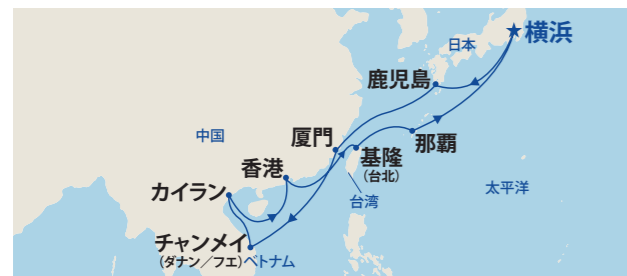 ★横浜
日本
鹿児島
中国
厦門
那覇
香港
基隆
(台北)
カイラン
台湾
太平洋
チャンメイ
(ダナン／フエ)
ベトナム